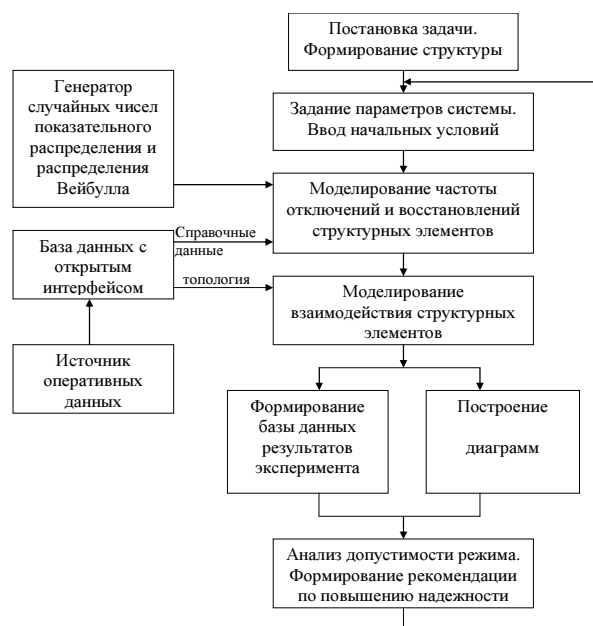 Постановка задачи.
Формирование структуры
Генератор
случайных чисел
показательного
распределения и
распределения
Вейбулла
Задание параметров системы.
Ввод начальных условий
Моделирование частоты
отключений и восстановлений
структурных элементов
База данных с
открытым
интерфейсом
Справочные
данные
топология
Моделирование
взаимодействия структурных
элементов
Источник
оперативных
данных
Формирование
базы данных
результатов
эксперимента
Построение
диаграмм
Анализ допустимости режима.
Формирование рекомендации
по повышению надежности